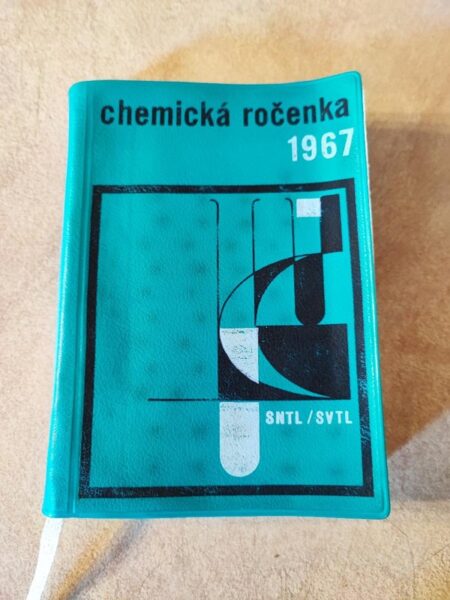 chemická ročenka
1967
SNTL/SVTL